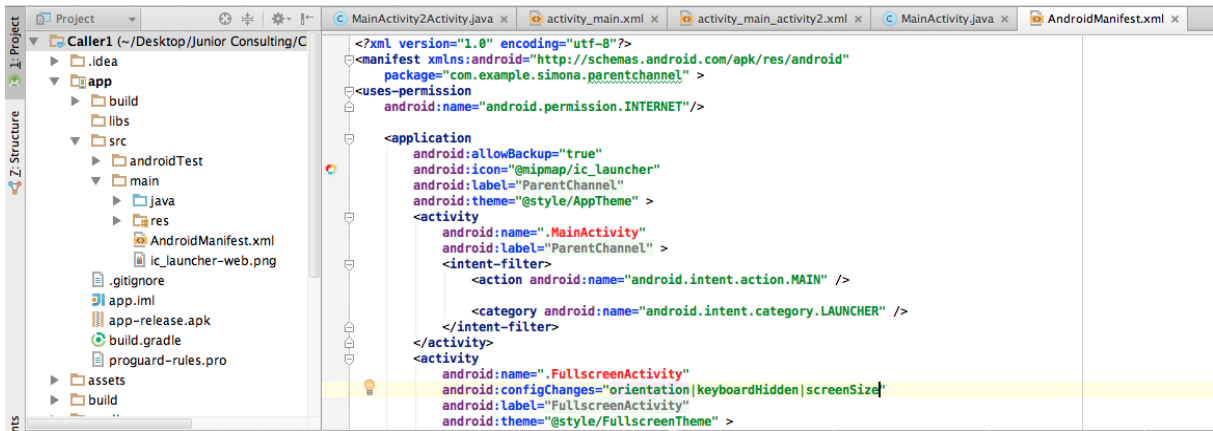 Project
MainActivity2Activity.java
activity_main.xml
activity_main_activity2.xml
MainActivity.java
AndroidManifest.xml
1: Project
Z: Structure
Caller1 (~/Desktop/Junior Consulting/C
.idea
app
build
libs
src
androidTest
main
java
res
AndroidManifest.xml
ic_launcher-web.png
.gitignore
app.iml
app-release.apk
build.gradle
proguard-rules.pro
assets
build
<?xml version="1.0" encoding="utf-8"?>
<manifest xmlns:android="http://schemas.android.com/apk/res/android"
package="com.example.simona.parentchannel" >
<uses-permission
android:name="android.permission.INTERNET"/>
<application
android:allowBackup="true"
android:icon="@mipmap/ic_launcher"
android:label="ParentChannel"
android:theme="@style/AppTheme" >
<activity
android:name=".MainActivity"
android:label="ParentChannel" >
<intent-filter>
<action android:name="android.intent.action.MAIN" />
<category android:name="android.intent.category.LAUNCHER" />
</intent-filter>
</activity>
<activity
android:name=".FullscreenActivity"
android:configChanges="orientation|keyboardHidden|screenSize"
android:label="FullscreenActivity"
android:theme="@style/FullscreenTheme" >